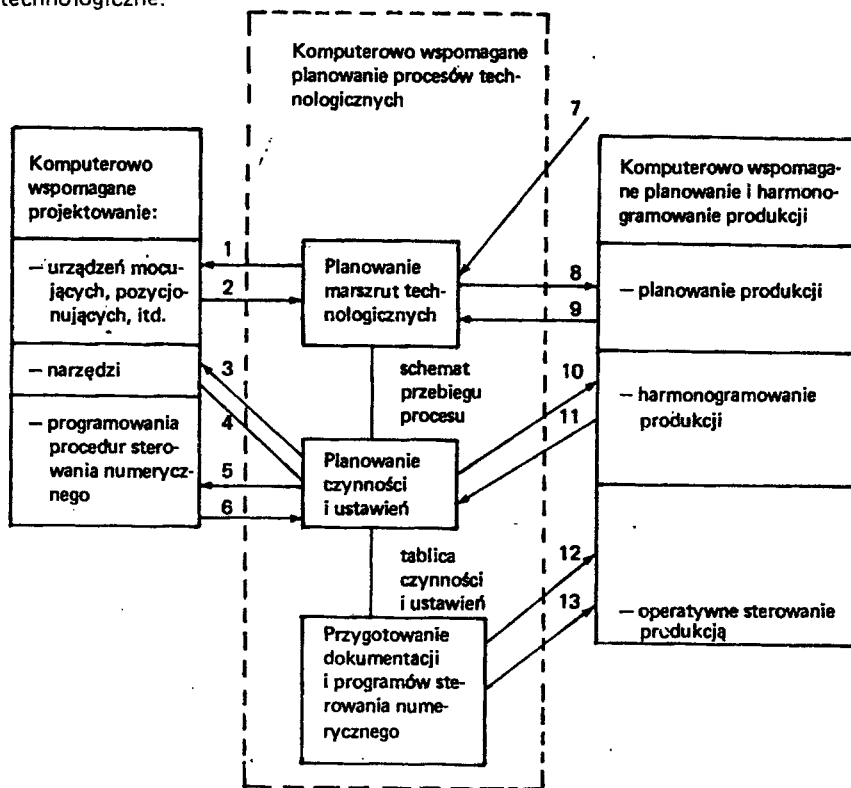 technologiczne.
Komputerowo wspomagane
planowanie procesów tech-
nologicznych
7
Komputerowo
wspomagane
projektowanie:
— urządzeń mocu-
jących, pozycjo-
nujących, itd.
— narzędzi
— programowania
procedur stero-
wania numerycz-
nego
1
2
3
4
5
6
Planowanie
marszrut tech-
nologicznych
schemat
przebiegu
procesu
Planowanie
czynności
i ustawień
tablica
czynności
i ustawień
Przygotowanie
dokumentacji
i programów ste-
rowania nume-
rycznego
8
9
10
11
12
13
Komputerowo wspomaga-
ne planowanie i harmono-
gramowanie produkcji
— planowanie produkcji
— harmonogramowanie
produkcji
— operatywne sterowanie
produkcją